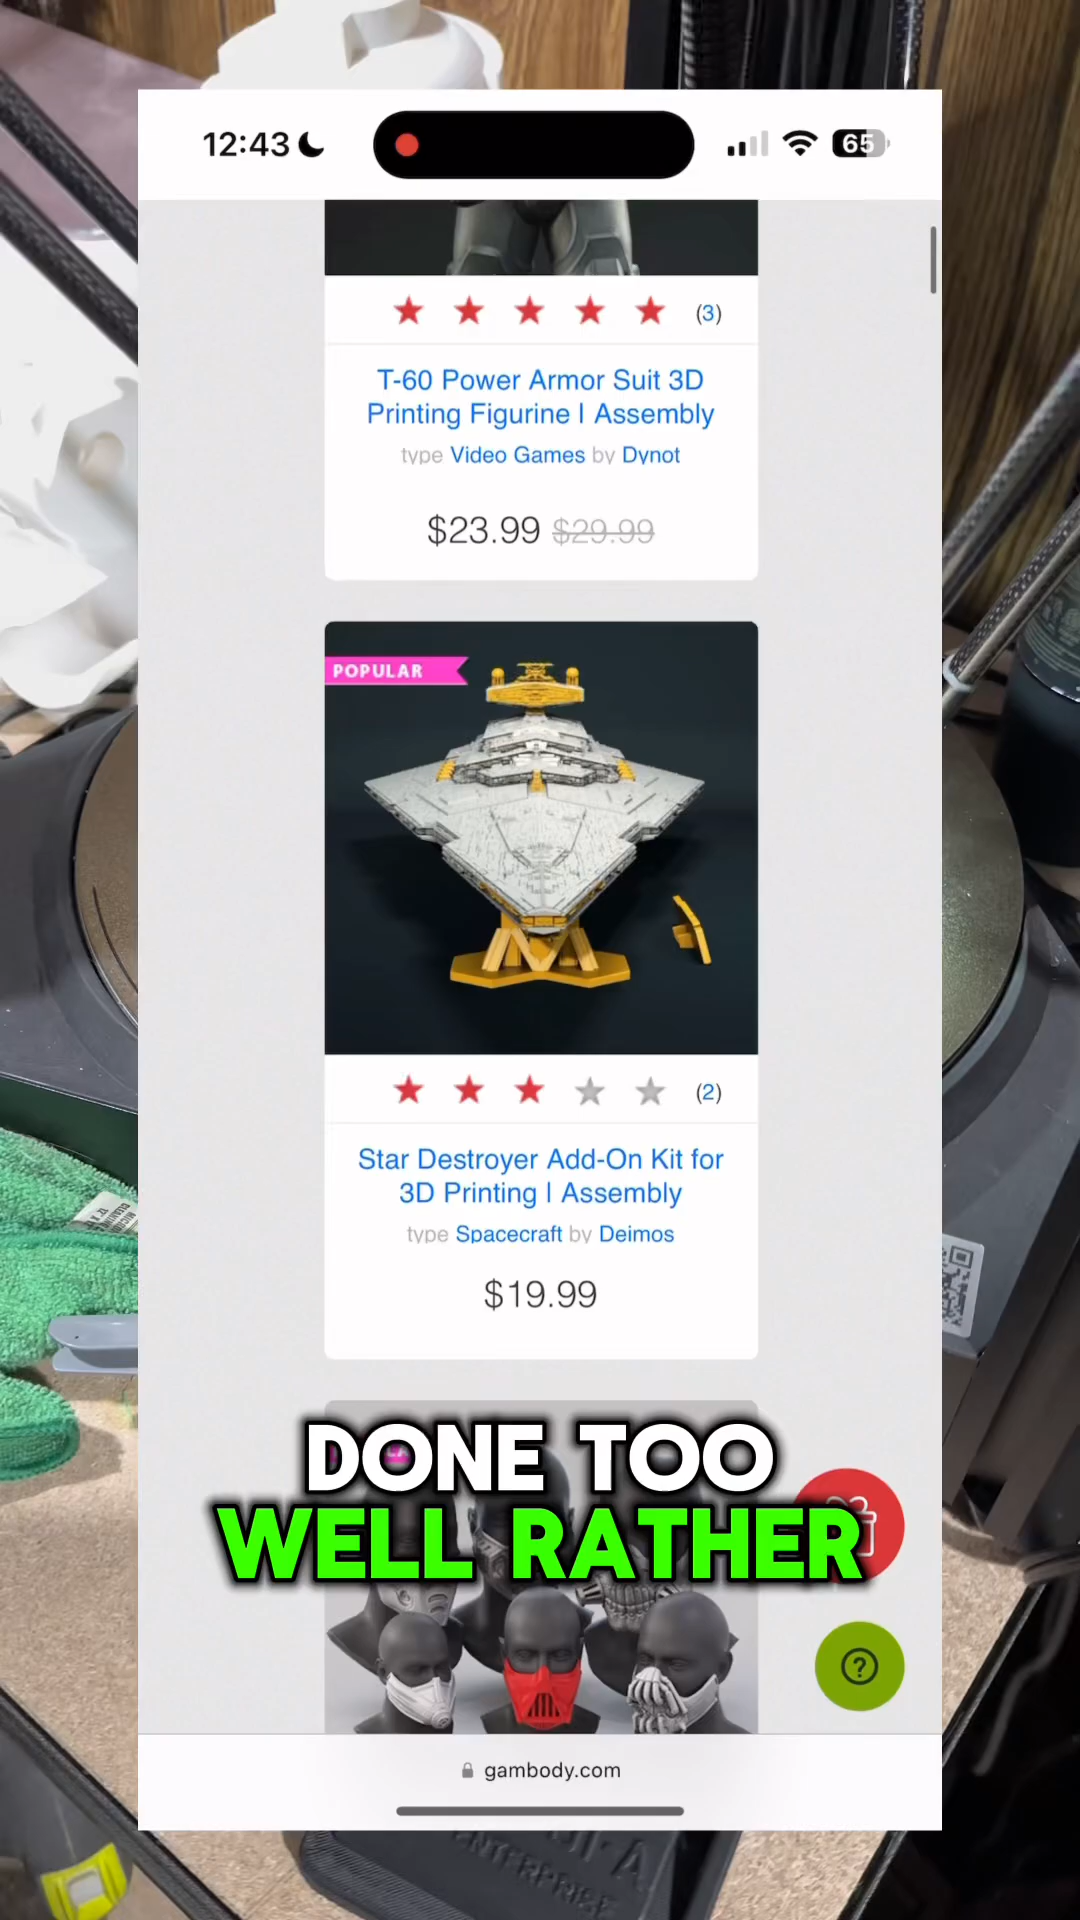 12:43
65
(3)
T-60 Power Armor Suit 3D
Printing Figurine | Assembly
type Video Games by Dynot
$23.99 $29.99
POPULAR
(2)
Star Destroyer Add-On Kit for
3D Printing | Assembly
type Spacecraft by Deimos
$19.99
DONE TOO
WELL RATHER
?
gambody.com
ENTERPRISE